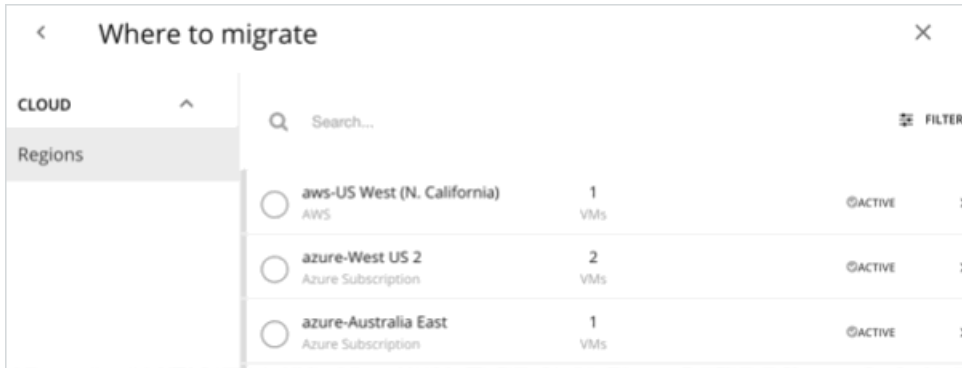 Where to migrate
CLOUD
Regions
Search...
FILTER
aws-US West (N. California)
AWS
1
VMs
ACTIVE
azure-West US 2
Azure Subscription
2
VMs
ACTIVE
azure-Australia East
Azure Subscription
1
VMs
ACTIVE